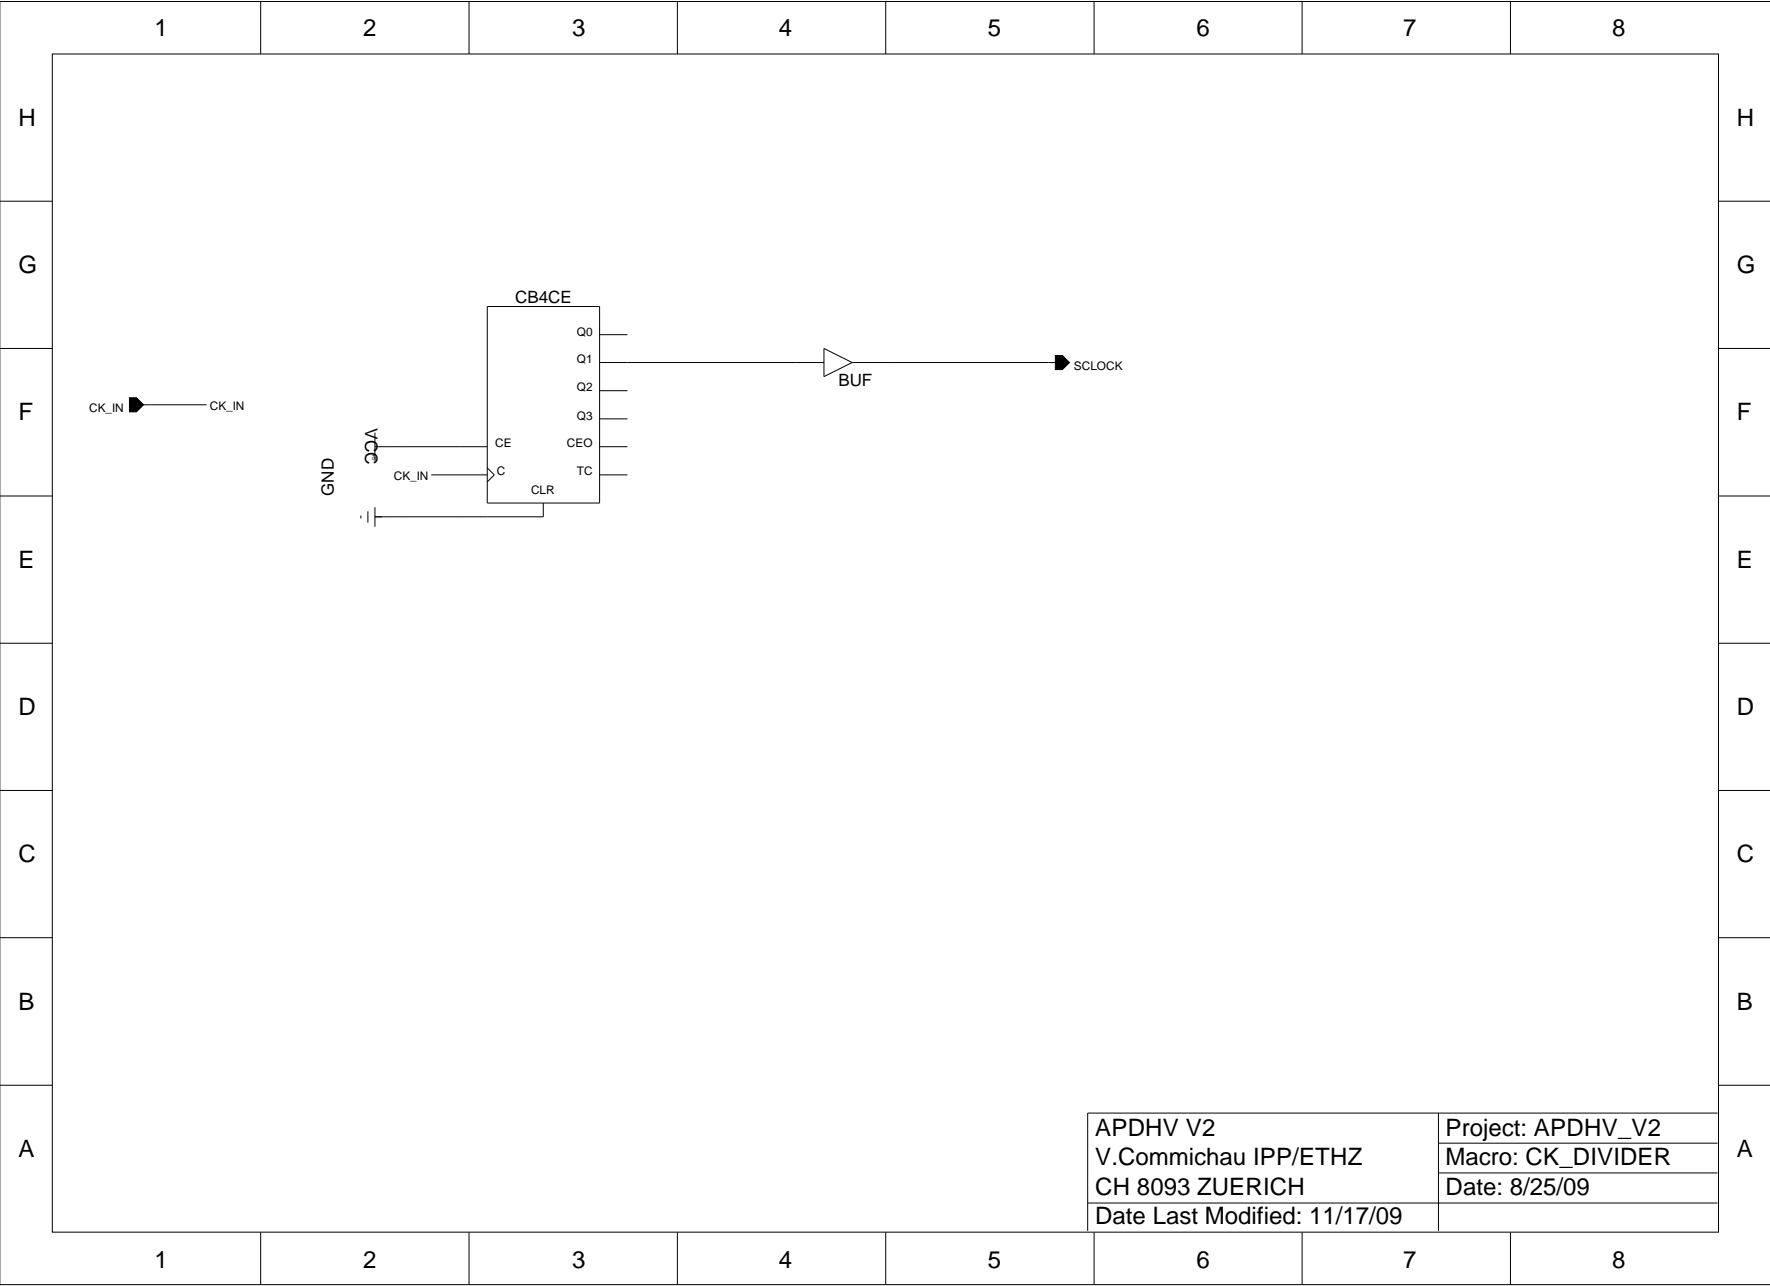 1 2 3 4 5 6 7 8
H H
G G
CB4CE
Q0
Q1
SCLOCK
BUF
Q2
CK_IN CK_IN
F F
Q3
VCC
CE CEO
GND
CK_IN C TC
CLR
E E
D D
C C
B B
APDHV V2 Project: APDHV_V2
A A
V.Commichau IPP/ETHZ Macro: CK_DIVIDER
CH 8093 ZUERICH Date: 8/25/09
Date Last Modified: 11/17/09
1 2 3 4 5 6 7 8